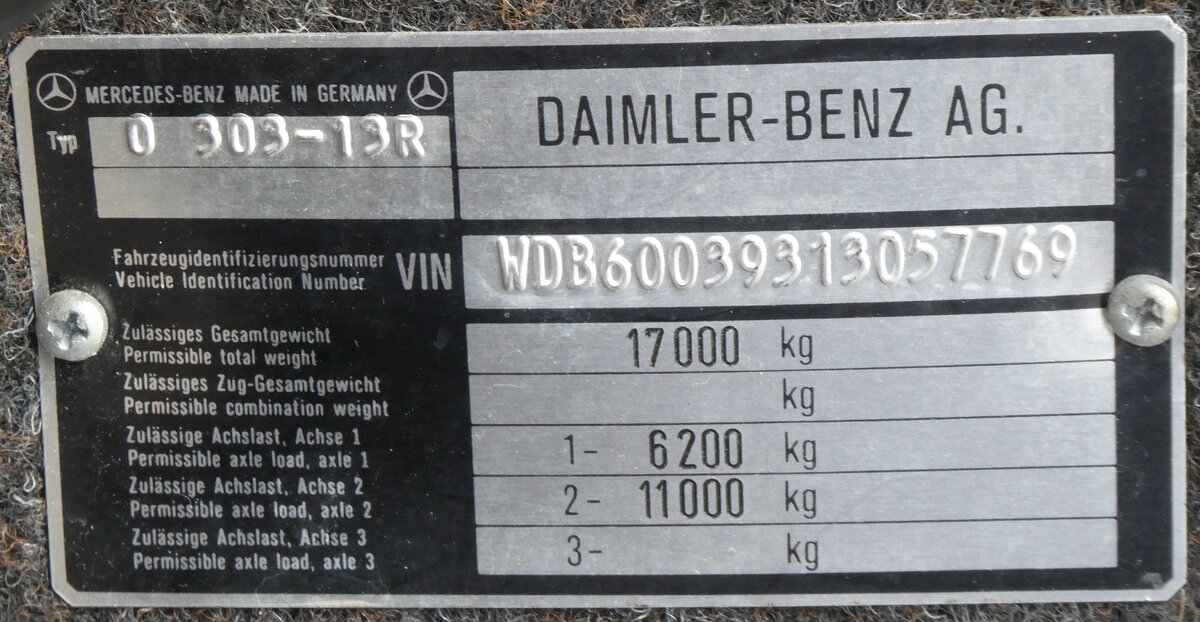 MERCEDES-BENZ MADE IN GERMANY
Typ O 303-13R
DAIMLER-BENZ AG.
Fahrzeugidentifizierungsnummer
Vehicle Identification Number VIN WDB60039313057769
Zulässiges Gesamtgewicht
Permissible total weight 17000 kg
Zulässiges Zug-Gesamtgewicht
Permissible combination weight kg
Zulässige Achslast, Achse 1
Permissible axle load, axle 1 1- 6200 kg
Zulässige Achslast, Achse 2
Permissible axle load, axle 2 2- 11000 kg
Zulässige Achslast, Achse 3
Permissible axle load, axle 3 3- kg